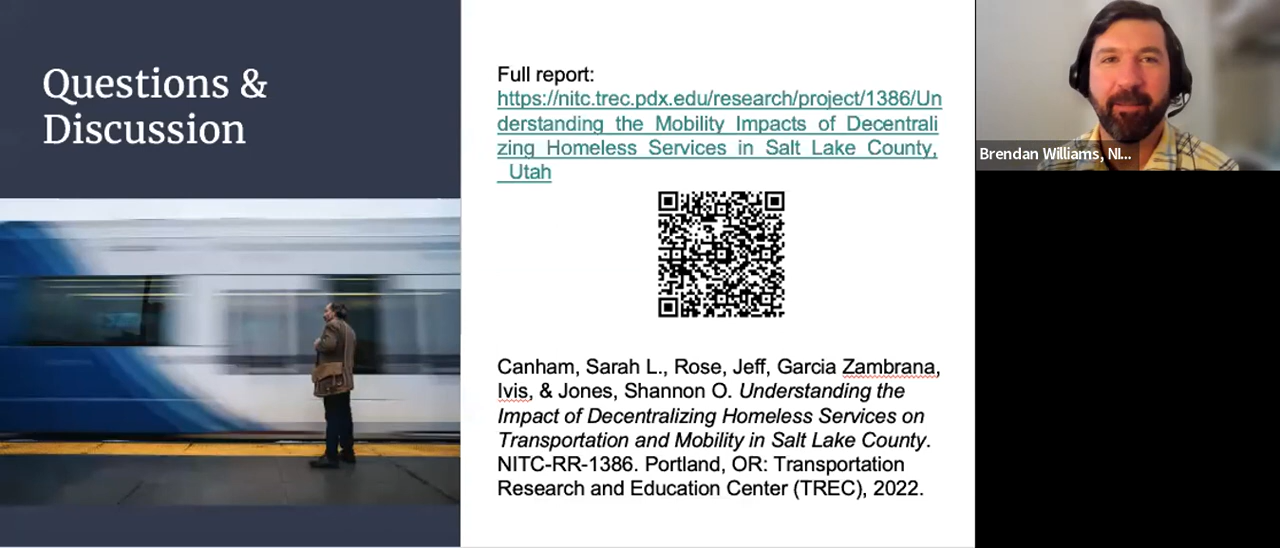 Questions &
Discussion
Full report:
https://nitc.trec.pdx.edu/research/project/1386/Un
derstanding_the_Mobility_Impacts_of_Decentrali
zing_Homeless_Services_in_Salt_Lake_County,
_Utah
Canham, Sarah L., Rose, Jeff, Garcia Zambrana,
Ivis, & Jones, Shannon O. Understanding the
Impact of Decentralizing Homeless Services on
Transportation and Mobility in Salt Lake County.
NITC-RR-1386. Portland, OR: Transportation
Research and Education Center (TREC), 2022.
Brendan Williams, NI...